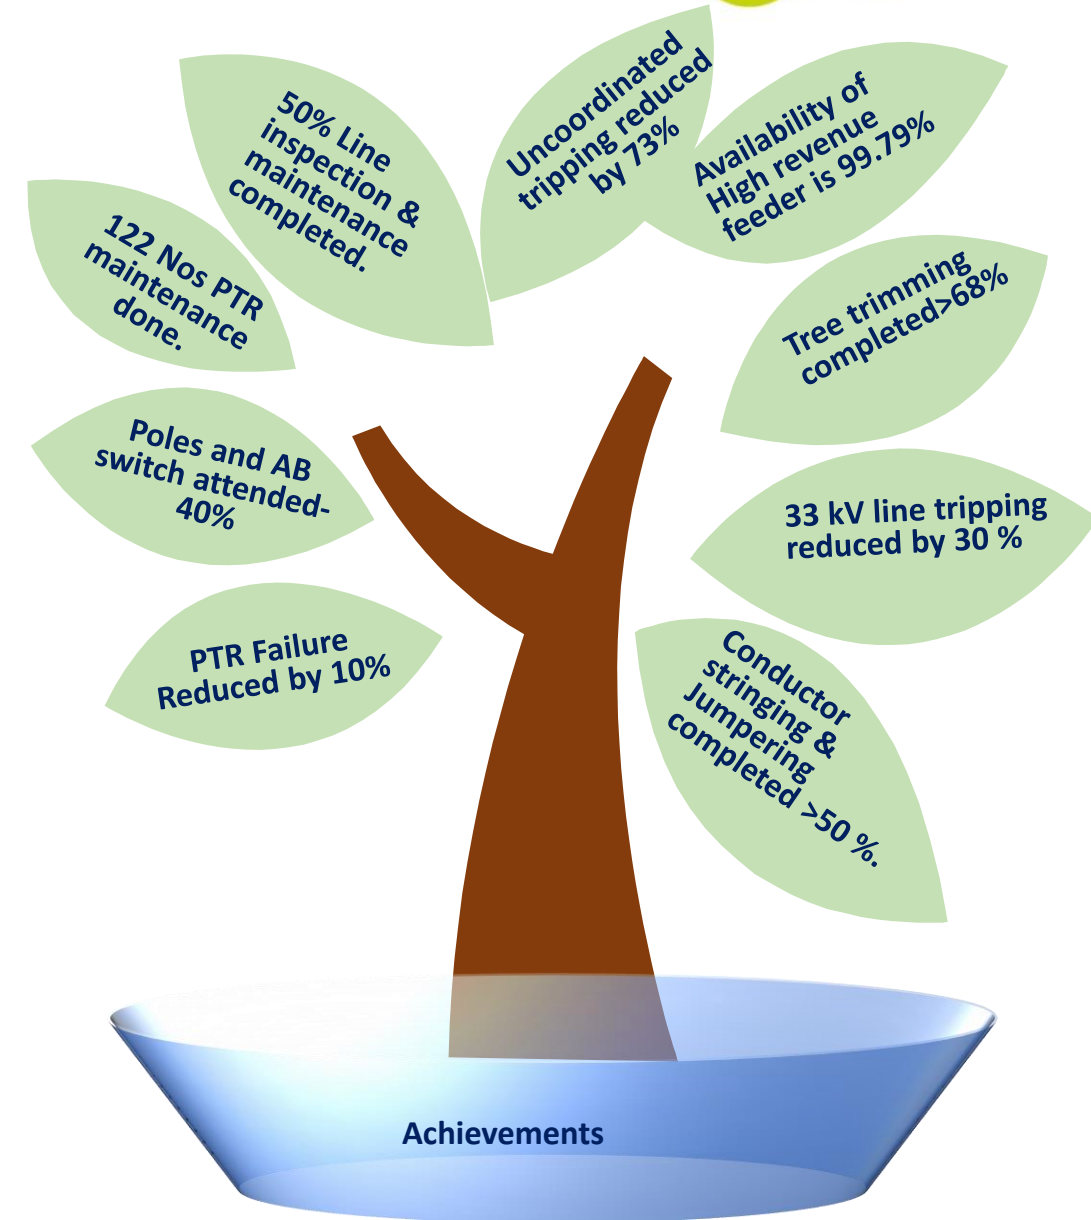 50% Line
inspection &
maintenance
completed.
Uncoordinated
tripping reduced
by 73%
Availability of
High revenue
feeder is 99.79%
122 Nos PTR
maintenance
done.
Tree trimming
completed>68%
Poles and AB
switch attended-
40%
33 kV line tripping
reduced by 30 %
PTR Failure
Reduced by 10%
Conductor
stringing &
Jumpering
completed >50 %.
Achievements